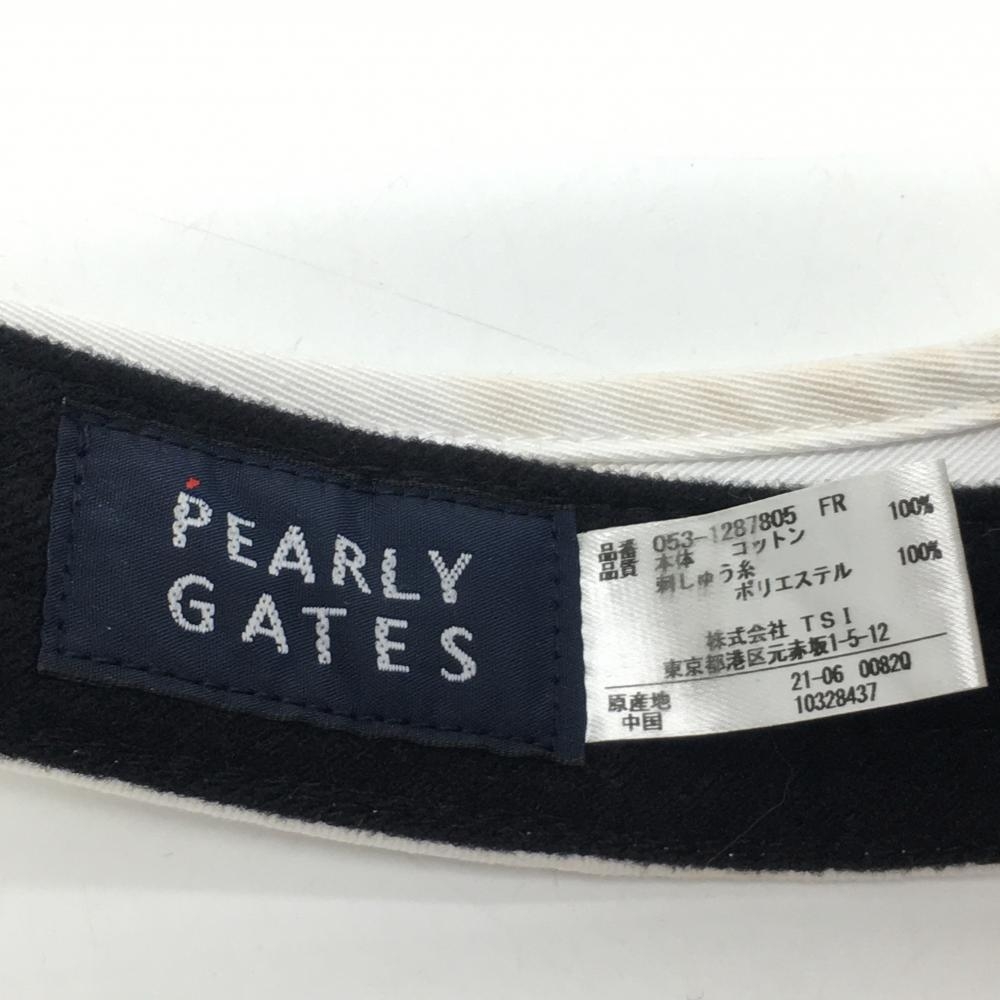 PEARLY
GATES
品番 053-1287805 FR
品質 本体 コットン 100%
刺しゅう糸
ポリエステル 100%
株式会社 TSI
東京都港区元赤坂1-5-12
原産地 21-06 00820
中国 10328437